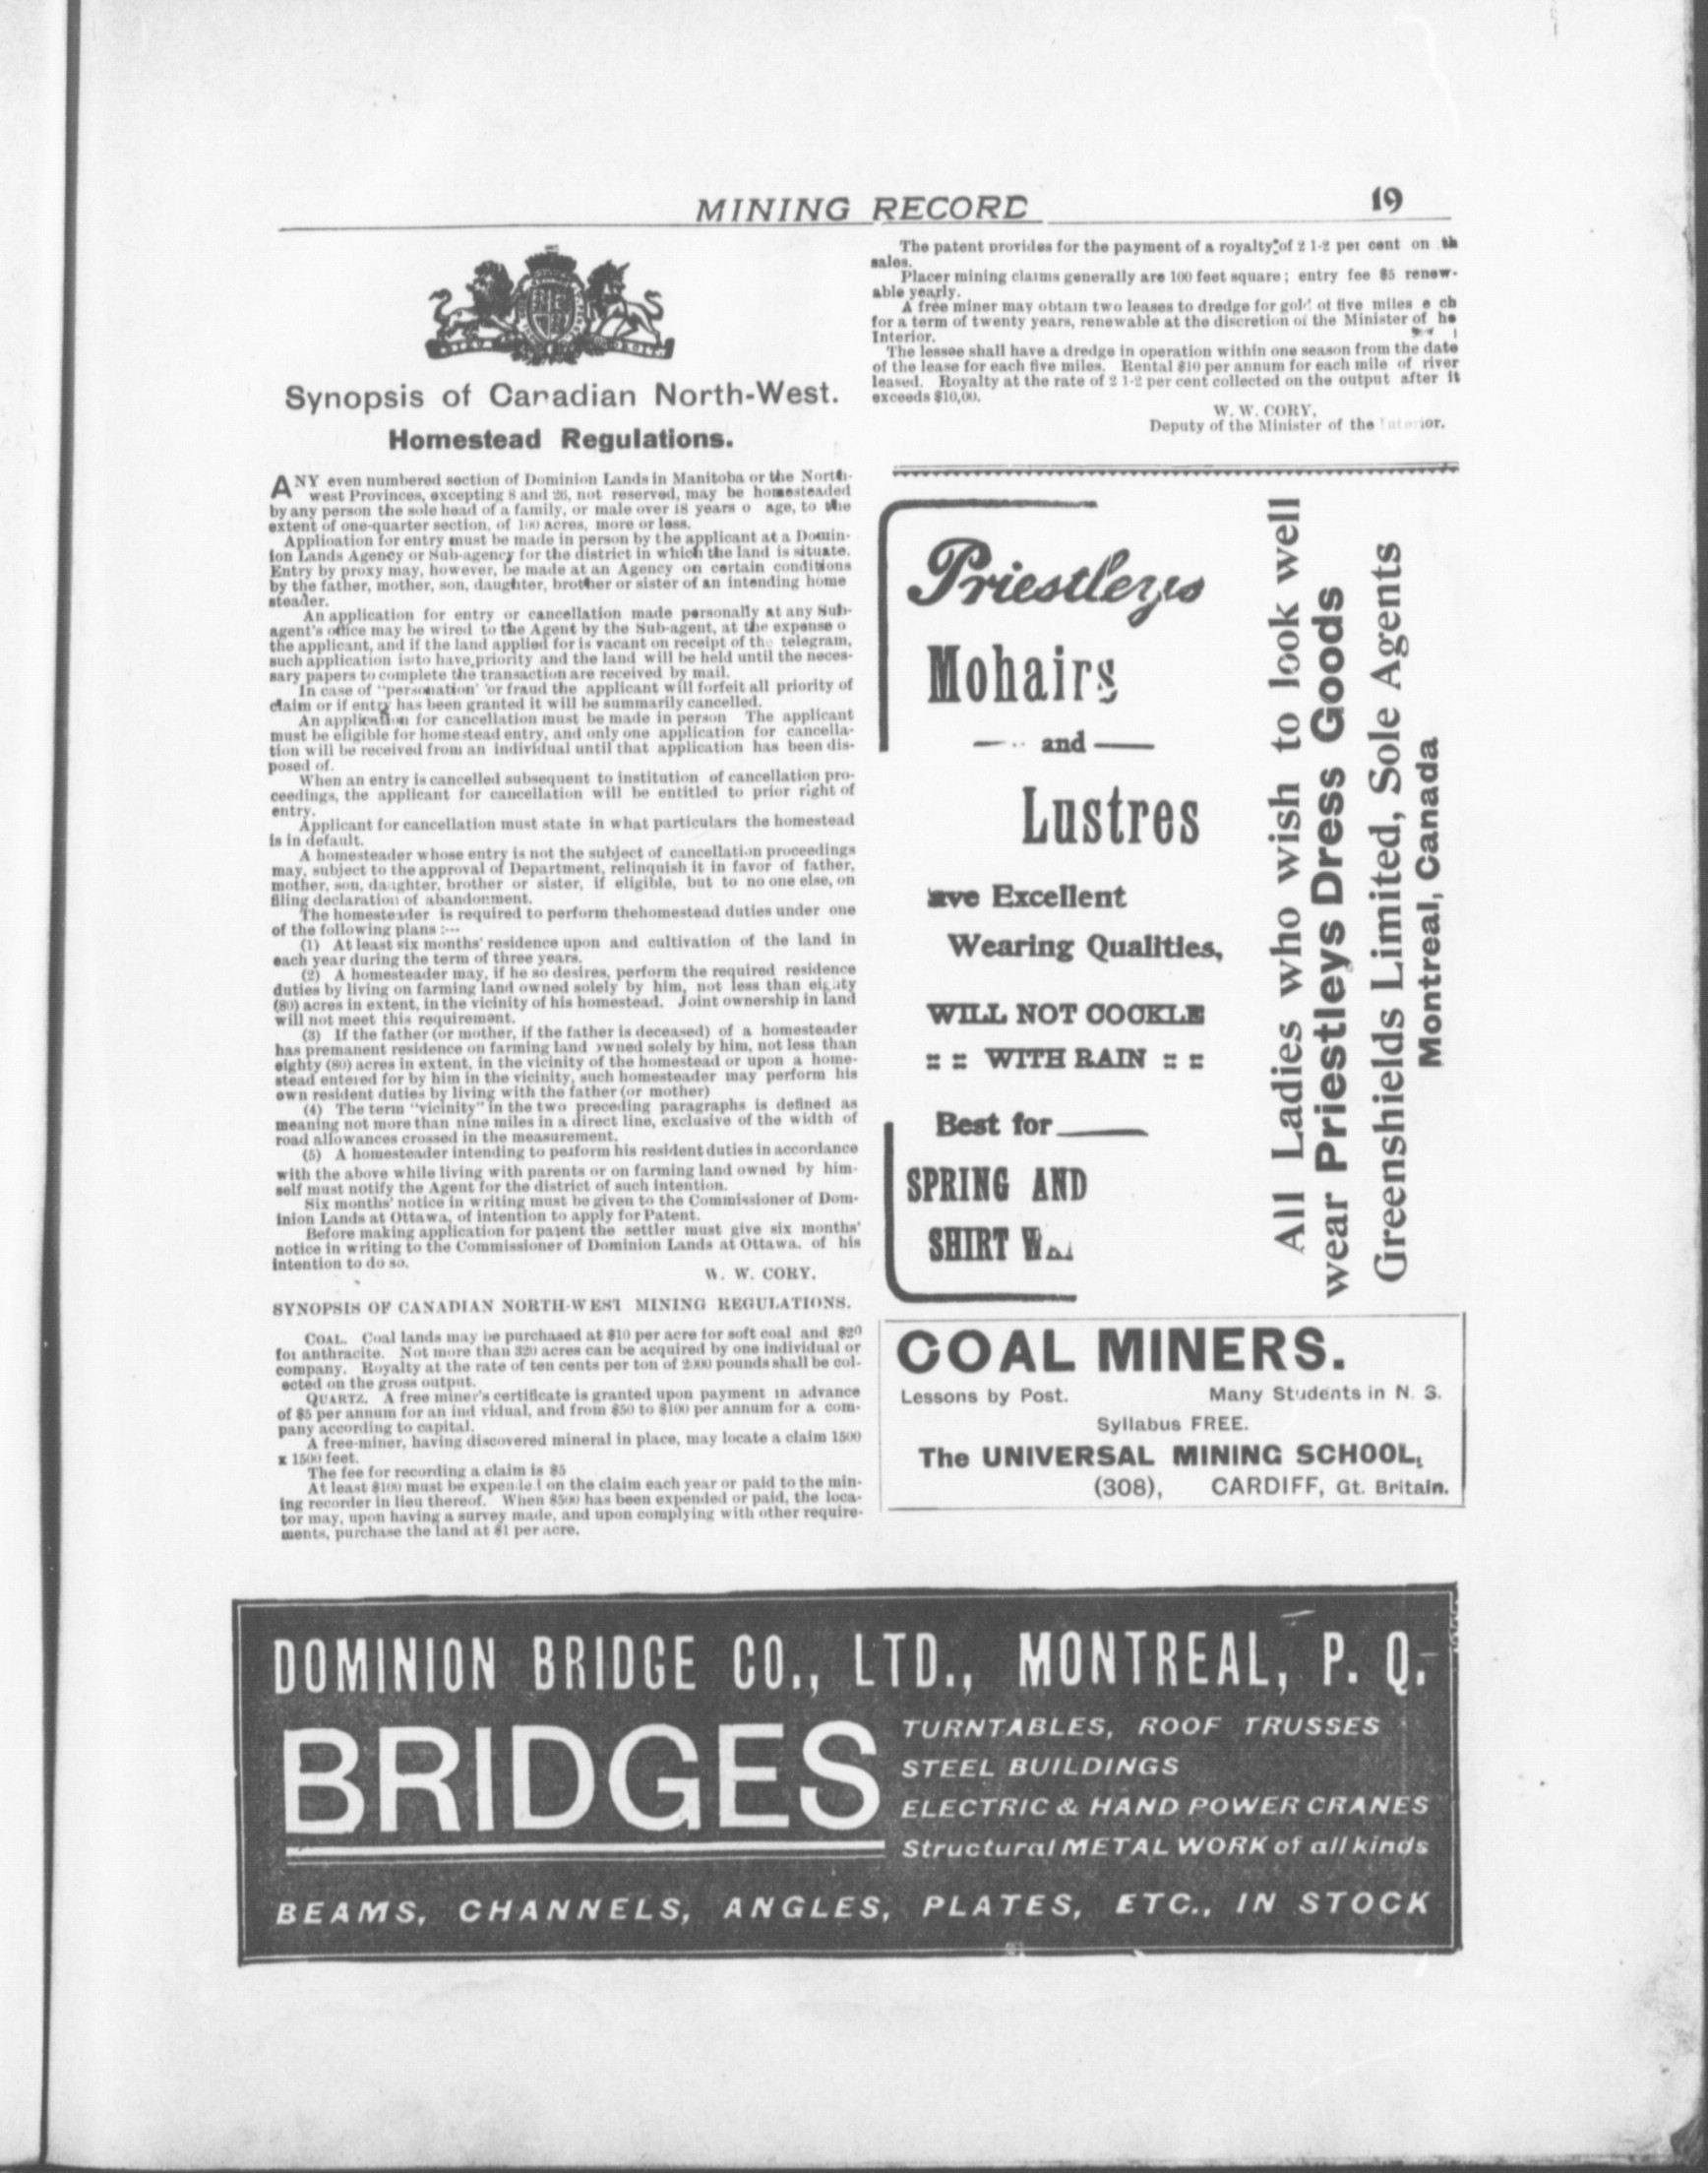 MINING RECORD
19
Synopsis of Canadian North-West.
Homestead Regulations.
ANY even numbered section of Dominion Lands in Manitoba or the North-
west Provinces, excepting 8 and 26, not reserved, may be homesteaded
by any person the sole head of a family, or male over 18 years o age, to the
extent of one-quarter section, of 160 acres, more or less.
Application for entry must be made in person by the applicant at a Domin-
ion Lands Agency or Sub-agency for the district in which the land is situate.
Entry by proxy may, however, be made at an Agency on certain conditions
by the father, mother, son, daughter, brother or sister of an intending home
steader.
An application for entry or cancellation made personally at any Sub-
agent's office may be wired to the Agent by the Sub-agent, at the expense o
the applicant, and if the land applied for is vacant on receipt of the telegram,
such application is to have priority and the land will be held until the neces-
sary papers to complete the transaction are received by mail.
In case of "personation' or fraud the applicant will forfeit all priority of
claim or if entry has been granted it will be summarily cancelled.
An application for cancellation must be made in person The applicant
must be eligible for homestead entry, and only one application for cancella-
tion will be received from an individual until that application has been dis-
posed of.
When an entry is cancelled subsequent to institution of cancellation pro-
ceedings, the applicant for cancellation will be entitled to prior right of
entry.
Applicant for cancellation must state in what particulars the homestead
is in default.
A homesteader whose entry is not the subject of cancellation proceedings
may, subject to the approval of Department, relinquish it in favor of father,
mother, son, daughter, brother or sister, if eligible, but to no one else, on
filing declaration of abandonment.
The homesteader is required to perform thehomestead duties under one
of the following plans :---
(1) At least six months' residence upon and cultivation of the land in
each year during the term of three years.
(2) A homesteader may, if he so desires, perform the required residence
duties by living on farming land owned solely by him, not less than eighty
(80) acres in extent, in the vicinity of his homestead. Joint ownership in land
will not meet this requirement.
(3) If the father (or mother, if the father is deceased) of a homesteader
has premanent residence on farming land owned solely by him, not less than
eighty (80) acres in extent, in the vicinity of the homestead or upon a home-
stead entered for by him in the vicinity, such homesteader may perform his
own resident duties by living with the father (or mother)
(4) The term "vicinity" in the two preceding paragraphs is defined as
meaning not more than nine miles in a direct line, exclusive of the width of
road allowances crossed in the measurement.
(5) A homesteader intending to perform his resident duties in accordance
with the above while living with parents or on farming land owned by him-
self must notify the Agent for the district of such intention.
Six months' notice in writing must be given to the Commissioner of Dom-
inion Lands at Ottawa, of intention to apply for Patent.
Before making application for patent the settler must give six months'
notice in writing to the Commissioner of Dominion Lands at Ottawa. of his
intention to do so.
W. W. CORY.
SYNOPSIS OF CANADIAN NORTH-WEST MINING REGULATIONS.
COAL. Coal lands may be purchased at $10 per acre for soft coal and $20
for anthracite. Not more than 320 acres can be acquired by one individual or
company. Royalty at the rate of ten cents per ton of 2000 pounds shall be col-
ected on the gross output.
QUARTZ. A free miner's certificate is granted upon payment in advance
of $5 per annum for an ind vidual, and from $50 to $100 per annum for a com-
pany according to capital.
A free-miner, having discovered mineral in place, may locate a claim 1500
x 1500 feet.
The fee for recording a claim is $5
At least $100 must be expended on the claim each year or paid to the min-
ing recorder in lieu thereof. When $500 has been expended or paid, the loca-
tor may, upon having a survey made, and upon complying with other require-
ments, purchase the land at $1 per acre.
The patent provides for the payment of a royalty of 2 1-2 per cent on th
sales.
Placer mining claims generally are 100 feet square; entry fee $5 renew-
able yearly.
A free miner may obtain two leases to dredge for gold of five miles e ch
for a term of twenty years, renewable at the discretion of the Minister of he
Interior.
The lessee shall have a dredge in operation within one season from the date
of the lease for each five miles. Rental $10 per annum for each mile of river
leased. Royalty at the rate of 2 1-2 per cent collected on the output after it
exceeds $10,00.
W. W. CORY,
Deputy of the Minister of the Interior.
Priestleys
Mohairs
and
Lustres
ave Excellent
Wearing Qualities,
WILL NOT COCKLE
:: :: WITH RAIN :: ::
Best for
SPRING AND
SHIRT
All Ladies who wish to look well
wear Priestleys Dress Goods
Greenshields Limited, Sole Agents
Montreal, Canada
COAL MINERS.
Lessons by Post. Many Students in N. S.
Syllabus FREE.
The UNIVERSAL MINING SCHOOL,
(308), CARDIFF, Gt. Britain.
DOMINION BRIDGE CO., LTD., MONTREAL, P. Q.
BRIDGES
TURNTABLES, ROOF TRUSSES
STEEL BUILDINGS
ELECTRIC & HAND POWER CRANES
Structural METAL WORK of all kinds
BEAMS, CHANNELS, ANGLES, PLATES, ETC., IN STOCK